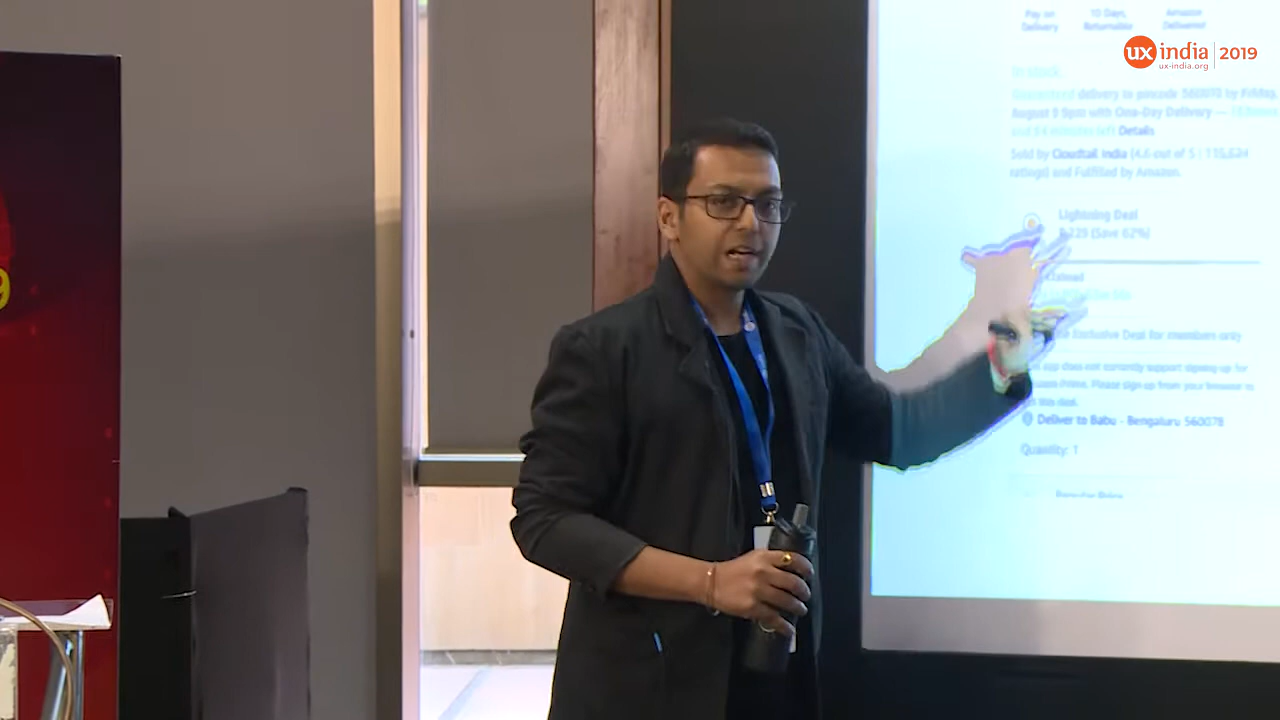 Pay on
Delivery
10 Days,
Returnable
Amazon
Delivered
ux india 2019
ux-india.org
In stock.
Guaranteed delivery to pincode 560078 by Friday,
August 9 9pm with One-Day Delivery —
left Details
Sold by Cloudtail India (4.6 out of 5 | 115,624
ratings) and Fulfilled by Amazon.
Lightning Deal
229 (Save 62%)
Exclusive Deal for members only
app does not currently support signing up for
Prime. Please sign up from your browser to
this deal.
Deliver to Babu - Bengaluru 560078
Quantity: 1
9